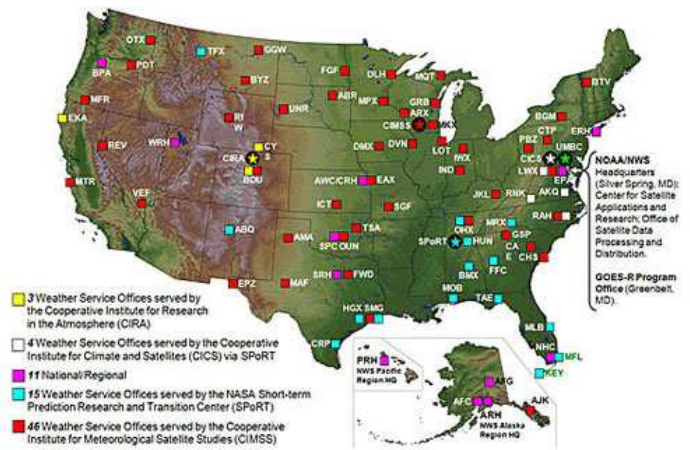 OTX
TFX
GGW
BPA
PDT
BYZ
FGF
DLH
MQT
BTV
MFR
ABR
MPX
GRB
ARX
BGM
EKA
RI
W
UNR
CIMSS
MKX
CTP
ERH
REV
WRH
CY
S
CIRA
DMX
DVN
LOT
IWX
PBZ
CICS
UMBC
BOU
AWC/CRH
EAX
IND
LWX
EPA
MTR
VEF
ICT
SGF
JKL
RNK
AKQ
ABQ
AMA
TSA
SPC
OUN
OHX
MRX
RAH
GSP
SPoRT
HUN
CA
E
CHS
EPZ
MAF
SRH
FWD
BMX
FFC
HGX
SMG
MOB
TAE
CRP
MLB
NHC
MFL
KEY
NOAA/NWS
Headquarters
(Silver Spring, MD);
Center for Satellite
Applications and
Research; Office of
Satellite Data
Processing and
Distribution.
GOES-R Program
Office (Greenbelt,
MD).
3 Weather Service Offices served by
the Cooperative Institute for Research
in the Atmosphere (CIRA)
4 Weather Service Offices served by the Cooperative
Institute for Climate and Satellites (CICS) via SPoRT
11 National/Regional
15 Weather Service Offices served by the NASA Short-term
Prediction Research and Transition Center (SPoRT)
46 Weather Service Offices served by the Cooperative
Institute for Meteorological Satellite Studies (CIMSS)
PRH
NWS Pacific
Region HQ
AFG
AFC
ARH
NWS Alaska
Region HQ
AJK